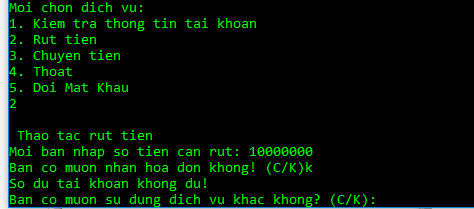 Moi chon dich vu:
1. Kiem tra thong tin tai khoan
2. Rut tien
3. Chuyen tien
4. Thoat
5. Doi Mat Khau
2
Thao tac rut tien
Moi ban nhap so tien can rut: 10000000
Ban co muon nhan hoa don khong! (C/K)k
So du tai khoan khong du!
Ban co muon su dung dich vu khac khong? (C/K):